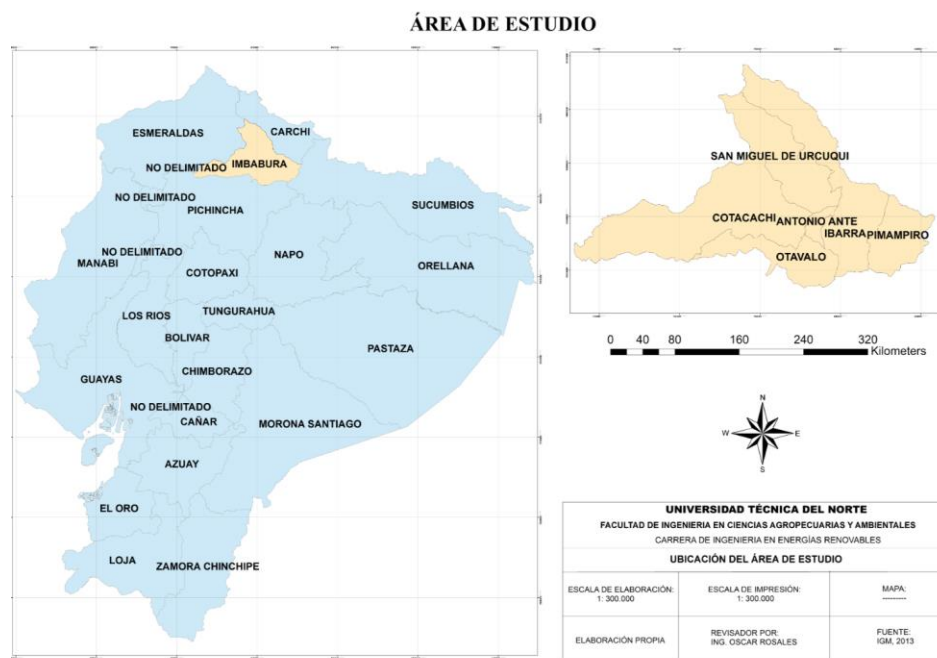 ÁREA DE ESTUDIO
ESMERALDAS
CARCHI
NO DELIMITADO
IMBABURA
NO DELIMITADO
PICHINCHA
SUCUMBIOS
NO DELIMITADO
MANABI
NAPO
ORELLANA
COTOPAXI
LOS RIOS
TUNGURAHUA
BOLIVAR
PASTAZA
CHIMBORAZO
GUAYAS
NO DELIMITADO
CAÑAR
MORONA SANTIAGO
AZUAY
EL ORO
LOJA
ZAMORA CHINCHIPE
SAN MIGUEL DE URCUQUI
COTACACHI
ANTONIO ANTE
IBARRA
PIMAMPIRO
OTAVALO
0 20 40 80 120 160 240 320
Kilometers
N
W
E
S
UNIVERSIDAD TÉCNICA DEL NORTE
FACULTAD DE INGENIERIA EN CIENCIAS AGROPECUARIAS Y AMBIENTALES
CARRERA DE INGENIERIA EN ENERGÍAS RENOVABLES
UBICACIÓN DEL ÁREA DE ESTUDIO
ESCALA DE ELABORACIÓN:
1: 300.000
ESCALA DE IMPRESIÓN:
1: 300.000
MAPA:
---------
ELABORACIÓN PROPIA
REVISADOR POR:
ING. OSCAR ROSALES
FUENTE:
IGM, 2013